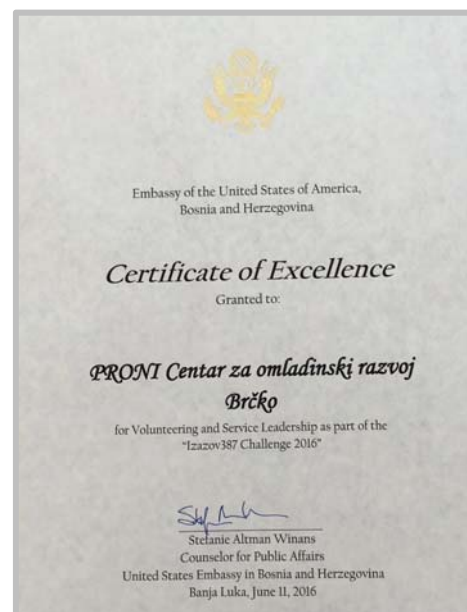 Embassy of the United States of America,
Bosnia and Herzegovina
Certificate of Excellence
Granted to:
PRONI Centar za omladinski razvoj
Brčko
for Volunteering and Service Leadership as part of the
"Izazov387 Challenge 2016"
Stefanie Altman Winans
Counselor for Public Affairs
United States Embassy in Bosnia and Herzegovina
Banja Luka, June 11, 2016